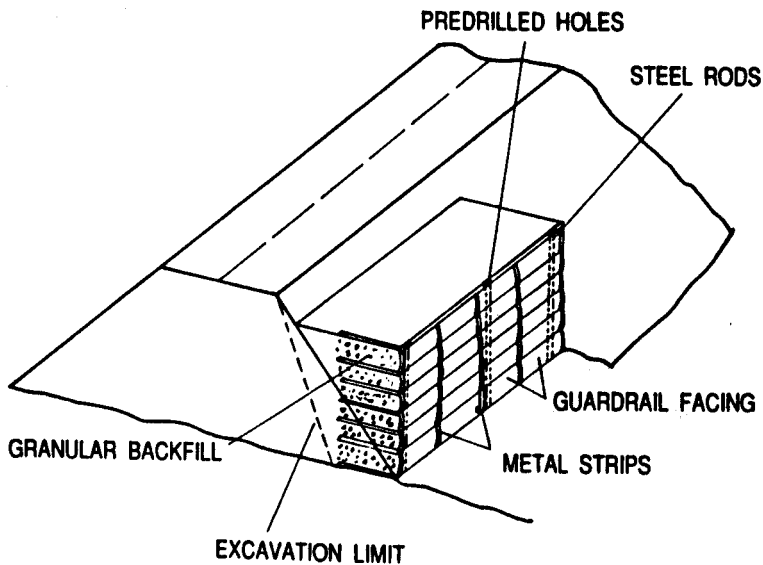 PREDRILLED HOLES
STEEL RODS
GUARDRAIL FACING
GRANULAR BACKFILL
METAL STRIPS
EXCAVATION LIMIT